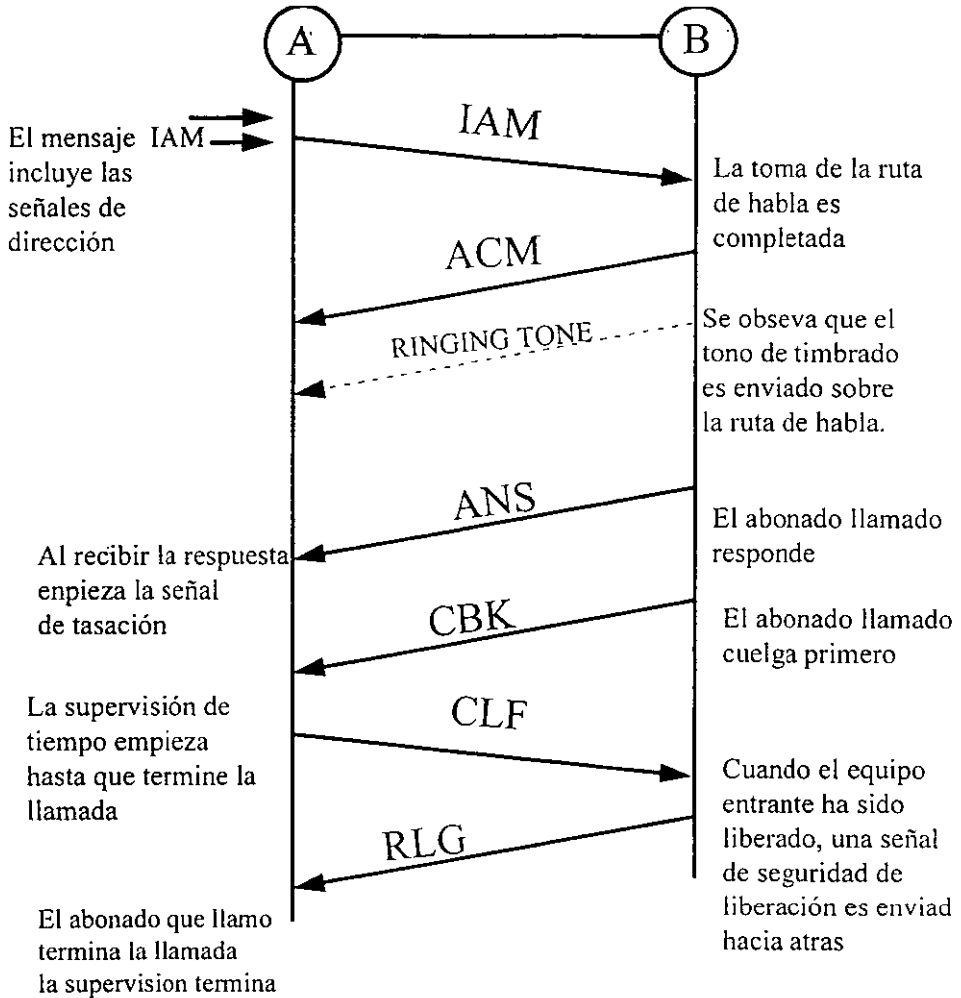 A
B
IAM
El mensaje IAM
incluye las
señales de
dirección
La toma de la ruta
de habla es
completada
ACM
RINGING TONE
Se obseva que el
tono de timbrado
es enviado sobre
la ruta de habla.
ANS
El abonado llamado
responde
Al recibir la respuesta
enpieza la señal
de tasación
CBK
El abonado llamado
cuelga primero
La supervisión de
tiempo empieza
hasta que termine la
llamada
CLF
Cuando el equipo
entrante ha sido
liberado, una señal
de seguridad de
liberación es enviad
hacia atras
RLG
El abonado que llamo
termina la llamada
la supervision termina